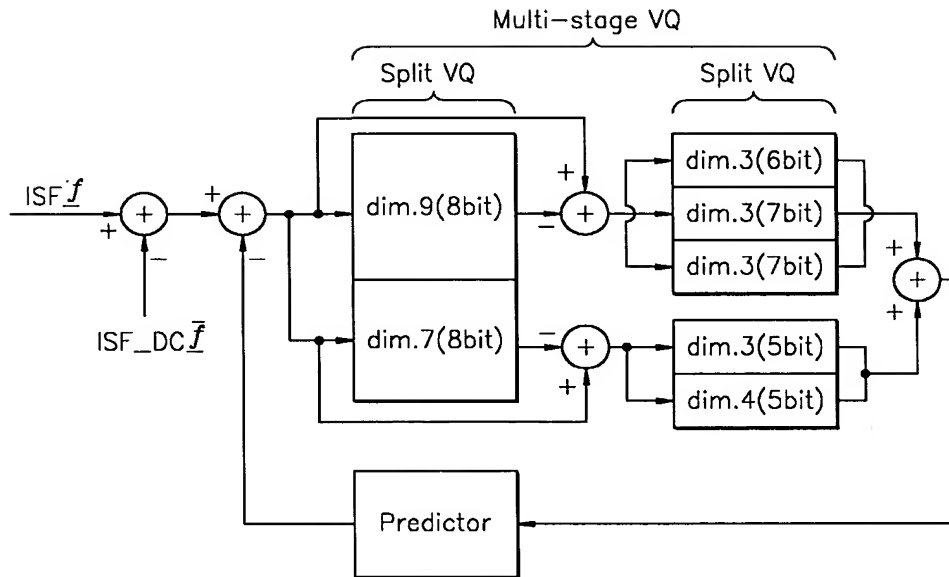 Multi-stage VQ
Split VQ
Split VQ
ISF f
ISF_DC f̄
dim.9(8bit)
dim.7(8bit)
dim.3(6bit)
dim.3(7bit)
dim.3(7bit)
dim.3(5bit)
dim.4(5bit)
Predictor